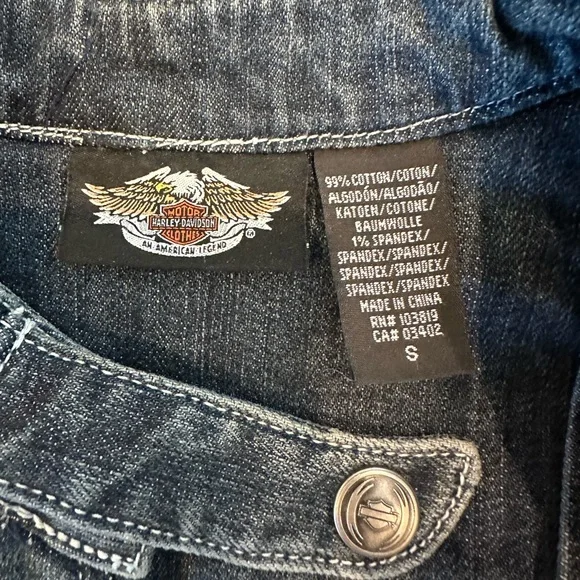 MOTOR
HARLEY-DAVIDSON
CLOTHES
AN AMERICAN LEGEND
99% COTTON/COTON/
ALGODÓN/ALGODÃO/
KATOEN/COTONE/
BAUMWOLLE
1% SPANDEX/
SPANDEX/SPANDEX/
SPANDEX/SPANDEX/
SPANDEX/SPANDEX
MADE IN CHINA
RN# 103819
CA# 03402
S